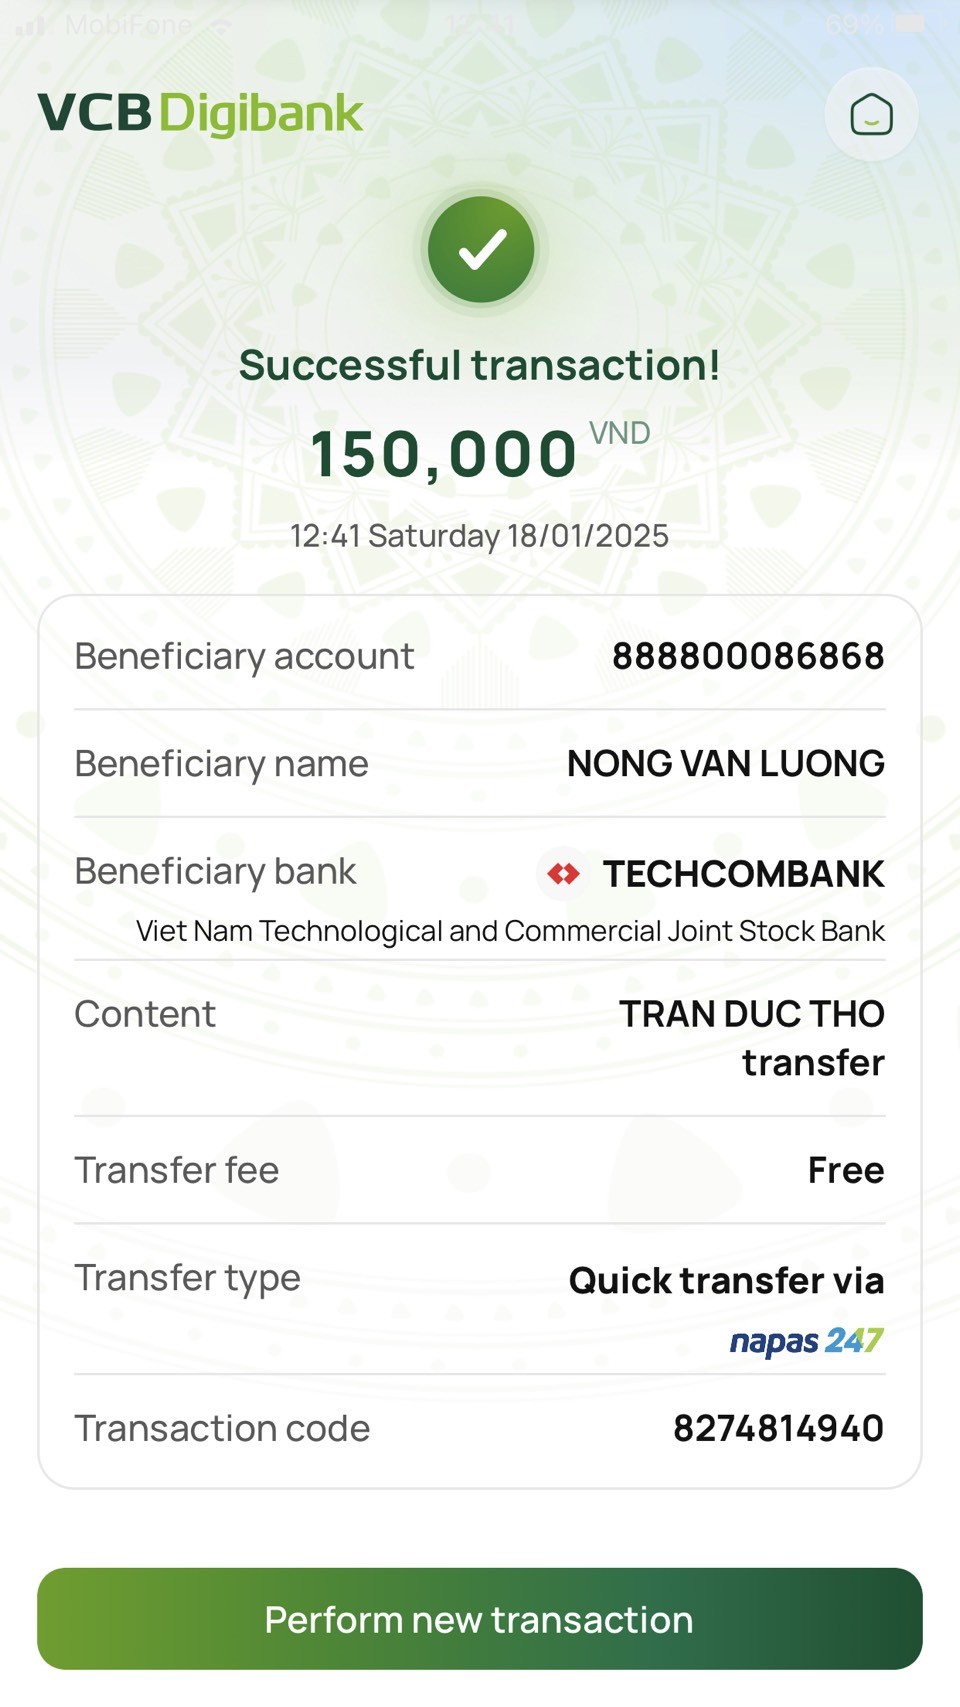 MobiFone 12:41 69%
VCB Digibank
Successful transaction!
150,000 VND
12:41 Saturday 18/01/2025
Beneficiary account 888800086868
Beneficiary name NONG VAN LUONG
Beneficiary bank TECHCOMBANK
Viet Nam Technological and Commercial Joint Stock Bank
Content TRAN DUC THO
transfer
Transfer fee Free
Transfer type Quick transfer via
napas 247
Transaction code 8274814940
Perform new transaction